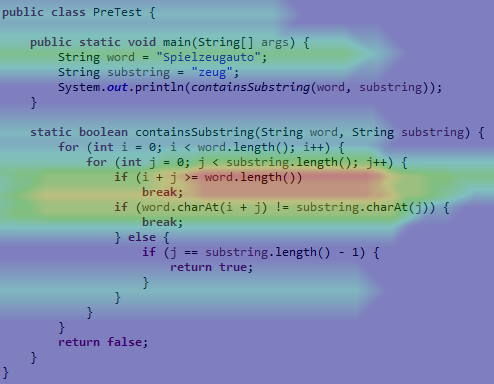 public class PreTest {
public static void main(String[] args) {
String word = "Spielzeugauto";
String substring = "zeug";
System.out.println(containsSubstring(word, substring));
}
static boolean containsSubstring(String word, String substring) {
for (int i = 0; i < word.length(); i++) {
for (int j = 0; j < substring.length(); j++) {
if (i + j >= word.length())
break;
if (word.charAt(i + j) != substring.charAt(j)) {
break;
} else {
if (j == substring.length() - 1) {
return true;
}
}
}
}
return false;
}
}